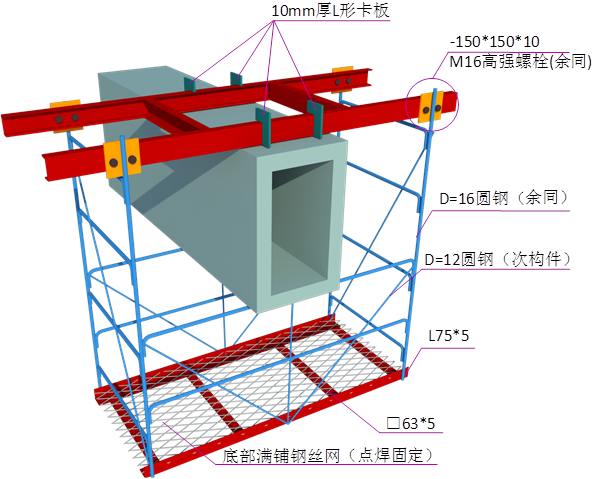 10mm厚L形卡板
-150*150*10
M16高强螺栓(余同)
D=16圆钢（余同）
D=12圆钢（次构件）
L75*5
□63*5
底部满铺钢丝网（点焊固定）